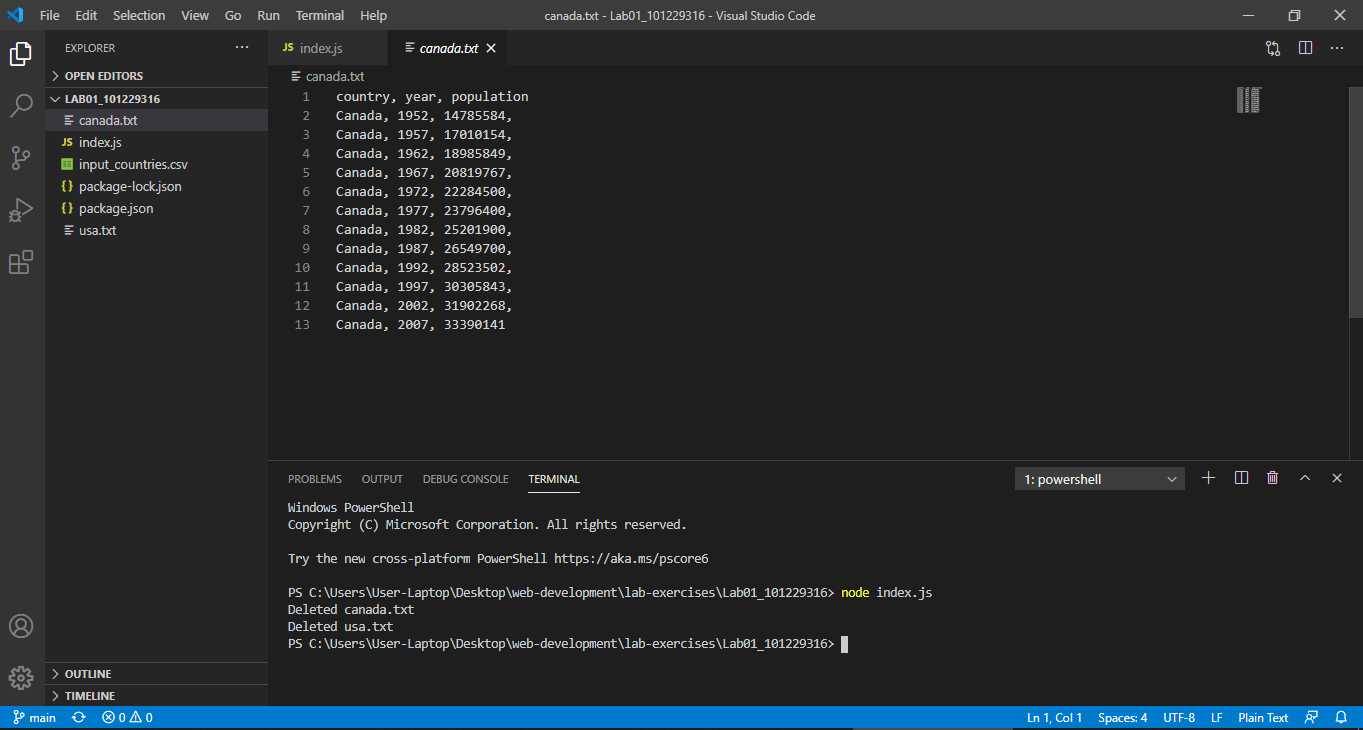 File Edit Selection View Go Run Terminal Help canada.txt - Lab01_101229316 - Visual Studio Code
EXPLORER
OPEN EDITORS
LAB01_101229316
canada.txt
JS index.js
input_countries.csv
{} package-lock.json
{} package.json
usa.txt
OUTLINE
TIMELINE
JS index.js canada.txt
canada.txt
1 country, year, population
2 Canada, 1952, 14785584,
3 Canada, 1957, 17010154,
4 Canada, 1962, 18985849,
5 Canada, 1967, 20819767,
6 Canada, 1972, 22284500,
7 Canada, 1977, 23796400,
8 Canada, 1982, 25201900,
9 Canada, 1987, 26549700,
10 Canada, 1992, 28523502,
11 Canada, 1997, 30305843,
12 Canada, 2002, 31902268,
13 Canada, 2007, 33390141
PROBLEMS OUTPUT DEBUG CONSOLE TERMINAL 1: powershell
Windows PowerShell
Copyright (C) Microsoft Corporation. All rights reserved.
Try the new cross-platform PowerShell https://aka.ms/pscore6
PS C:\Users\User-Laptop\Desktop\web-development\lab-exercises\Lab01_101229316> node index.js
Deleted canada.txt
Deleted usa.txt
PS C:\Users\User-Laptop\Desktop\web-development\lab-exercises\Lab01_101229316>
main 0 0 Ln 1, Col 1 Spaces: 4 UTF-8 LF Plain Text